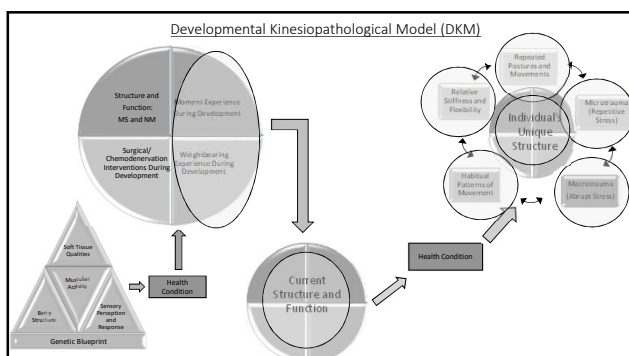 Developmental Kinesiopathological Model (DKM)
Structure and
Function:
MS and NM
Moment Experience
During Development
Surgical/
Chemodenervation
Interventions During
Development
Weightbearing
Experience During
Development
Soft Tissue
Qualities
Muscular
Activity
Bony
Structure
Sensory
Perception
and
Response
Genetic Blueprint
Health
Condition
Current
Structure and
Function
Health Condition
Repeated
Postures and
Movements
Relative
Stiffness and
Flexibility
Microtrauma
(Repetitive
Stress)
Individual's
Unique
Structure
Habitual
Patterns of
Movement
Macrotrauma
(Abrupt Stress)